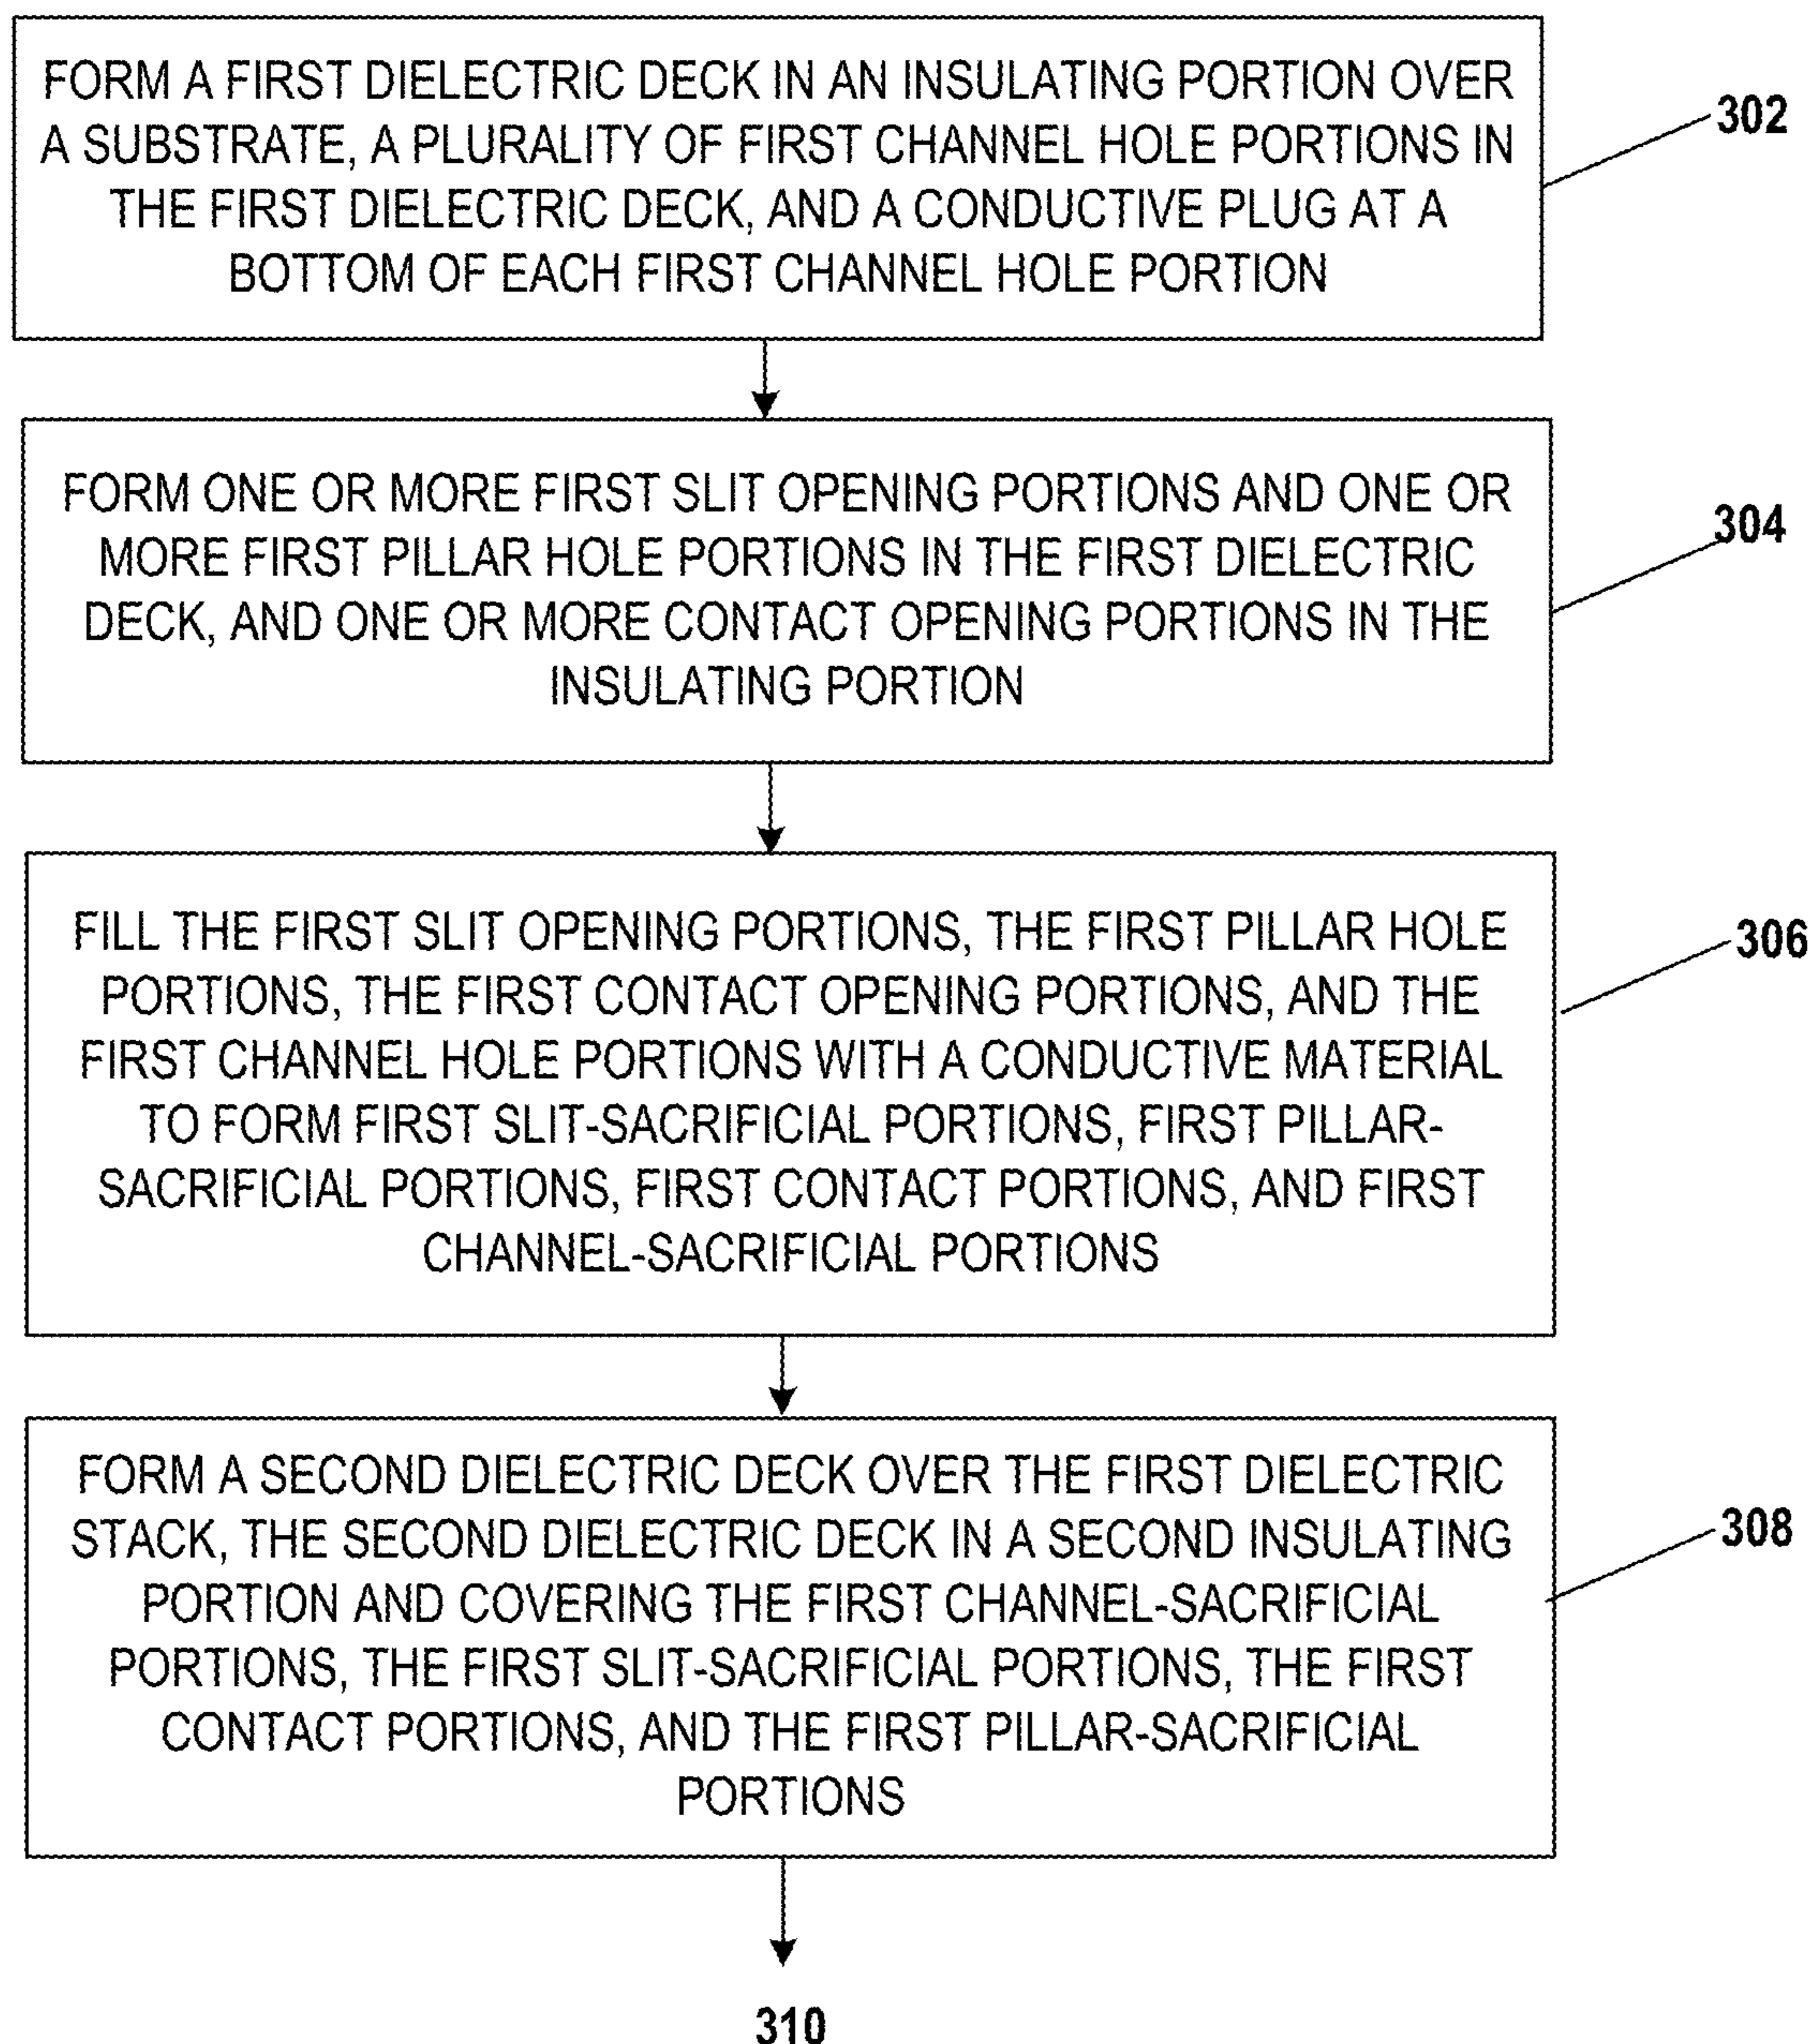 FORM A FIRST DIELECTRIC DECK IN AN INSULATING PORTION OVER
A SUBSTRATE, A PLURALITY OF FIRST CHANNEL HOLE PORTIONS IN
THE FIRST DIELECTRIC DECK, AND A CONDUCTIVE PLUG AT A
BOTTOM OF EACH FIRST CHANNEL HOLE PORTION
302
FORM ONE OR MORE FIRST SLIT OPENING PORTIONS AND ONE OR
MORE FIRST PILLAR HOLE PORTIONS IN THE FIRST DIELECTRIC
DECK, AND ONE OR MORE CONTACT OPENING PORTIONS IN THE
INSULATING PORTION
304
FILL THE FIRST SLIT OPENING PORTIONS, THE FIRST PILLAR HOLE
PORTIONS, THE FIRST CONTACT OPENING PORTIONS, AND THE
FIRST CHANNEL HOLE PORTIONS WITH A CONDUCTIVE MATERIAL
TO FORM FIRST SLIT-SACRIFICIAL PORTIONS, FIRST PILLAR-
SACRIFICIAL PORTIONS, FIRST CONTACT PORTIONS, AND FIRST
CHANNEL-SACRIFICIAL PORTIONS
306
FORM A SECOND DIELECTRIC DECK OVER THE FIRST DIELECTRIC
STACK, THE SECOND DIELECTRIC DECK IN A SECOND INSULATING
PORTION AND COVERING THE FIRST CHANNEL-SACRIFICIAL
PORTIONS, THE FIRST SLIT-SACRIFICIAL PORTIONS, THE FIRST
CONTACT PORTIONS, AND THE FIRST PILLAR-SACRIFICIAL
PORTIONS
308
310